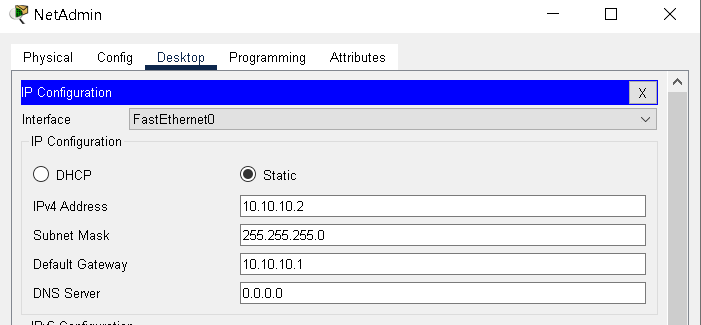 NetAdmin
Physical Config Desktop Programming Attributes
IP Configuration X
Interface FastEthernet0
IP Configuration
DHCP Static
IPv4 Address 10.10.10.2
Subnet Mask 255.255.255.0
Default Gateway 10.10.10.1
DNS Server 0.0.0.0
IPv6 Configuration